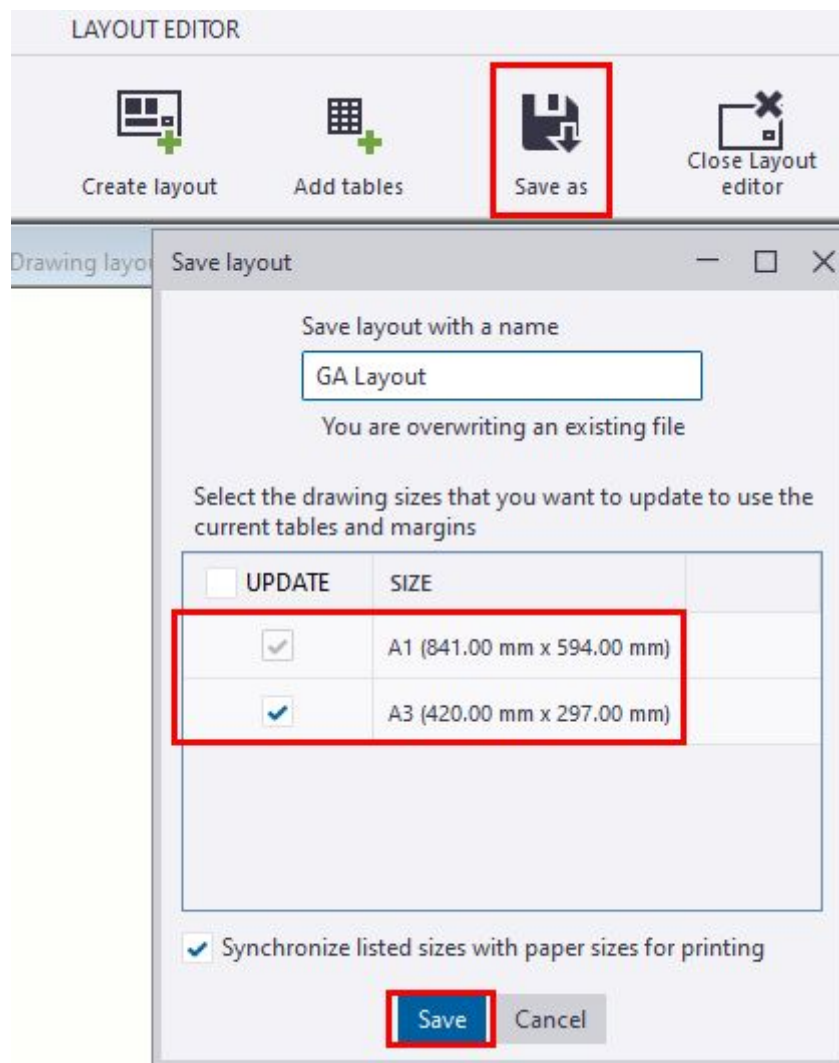 LAYOUT EDITOR
Create layout
Add tables
Save as
Close Layout
editor
Drawing layou
Save layout
Save layout with a name
GA Layout
You are overwriting an existing file
Select the drawing sizes that you want to update to use the
current tables and margins
UPDATE SIZE
A1 (841.00 mm x 594.00 mm)
A3 (420.00 mm x 297.00 mm)
Synchronize listed sizes with paper sizes for printing
Save Cancel